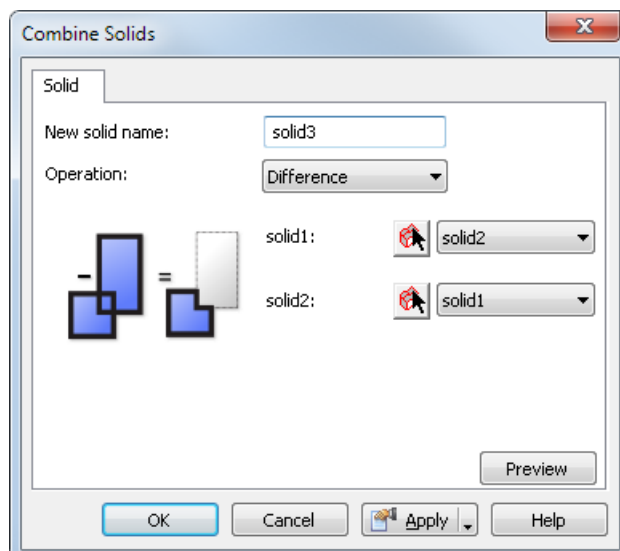 Combine Solids
Solid
New solid name: solid3
Operation: Difference
solid1: solid2
- =
solid2: solid1
Preview
OK Cancel Apply Help